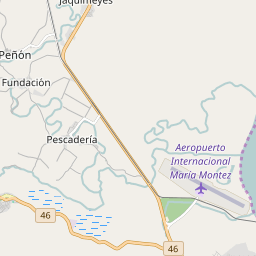 Jaquimeyes
Peñón
Fundación
Pescadería
Aeropuerto
Internacional
María Montez
46
46